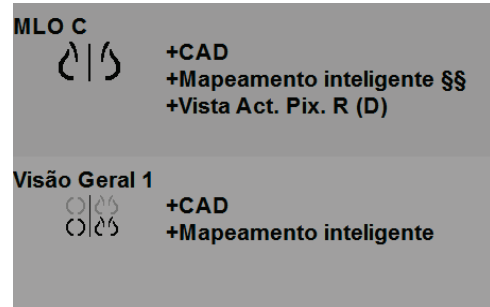 MLO C
+CAD
+Mapeamento inteligente §§
+Vista Act. Pix. R (D)
Visão Geral 1
+CAD
+Mapeamento inteligente